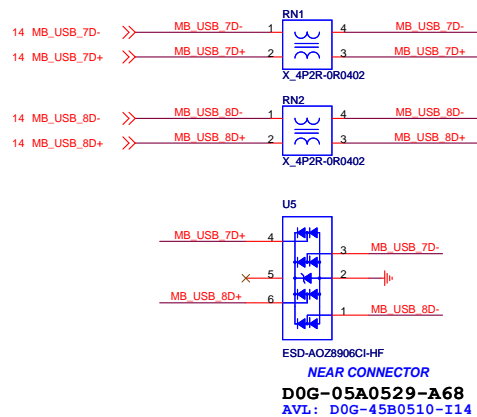 RN1
14 MB_USB_7D- MB_USB_7D- 1 4 MB_USB_7D-
14 MB_USB_7D+ MB_USB_7D+ 2 3 MB_USB_7D+
X_4P2R-0R0402
RN2
14 MB_USB_8D- MB_USB_8D- 1 4 MB_USB_8D-
14 MB_USB_8D+ MB_USB_8D+ 2 3 MB_USB_8D+
X_4P2R-0R0402
U5
MB_USB_7D+ 4
3 MB_USB_7D-
5 2
MB_USB_8D+ 6
1 MB_USB_8D-
ESD-AOZ8906CI-HF
NEAR CONNECTOR
D0G-05A0529-A68
AVL: D0G-45B0510-I14